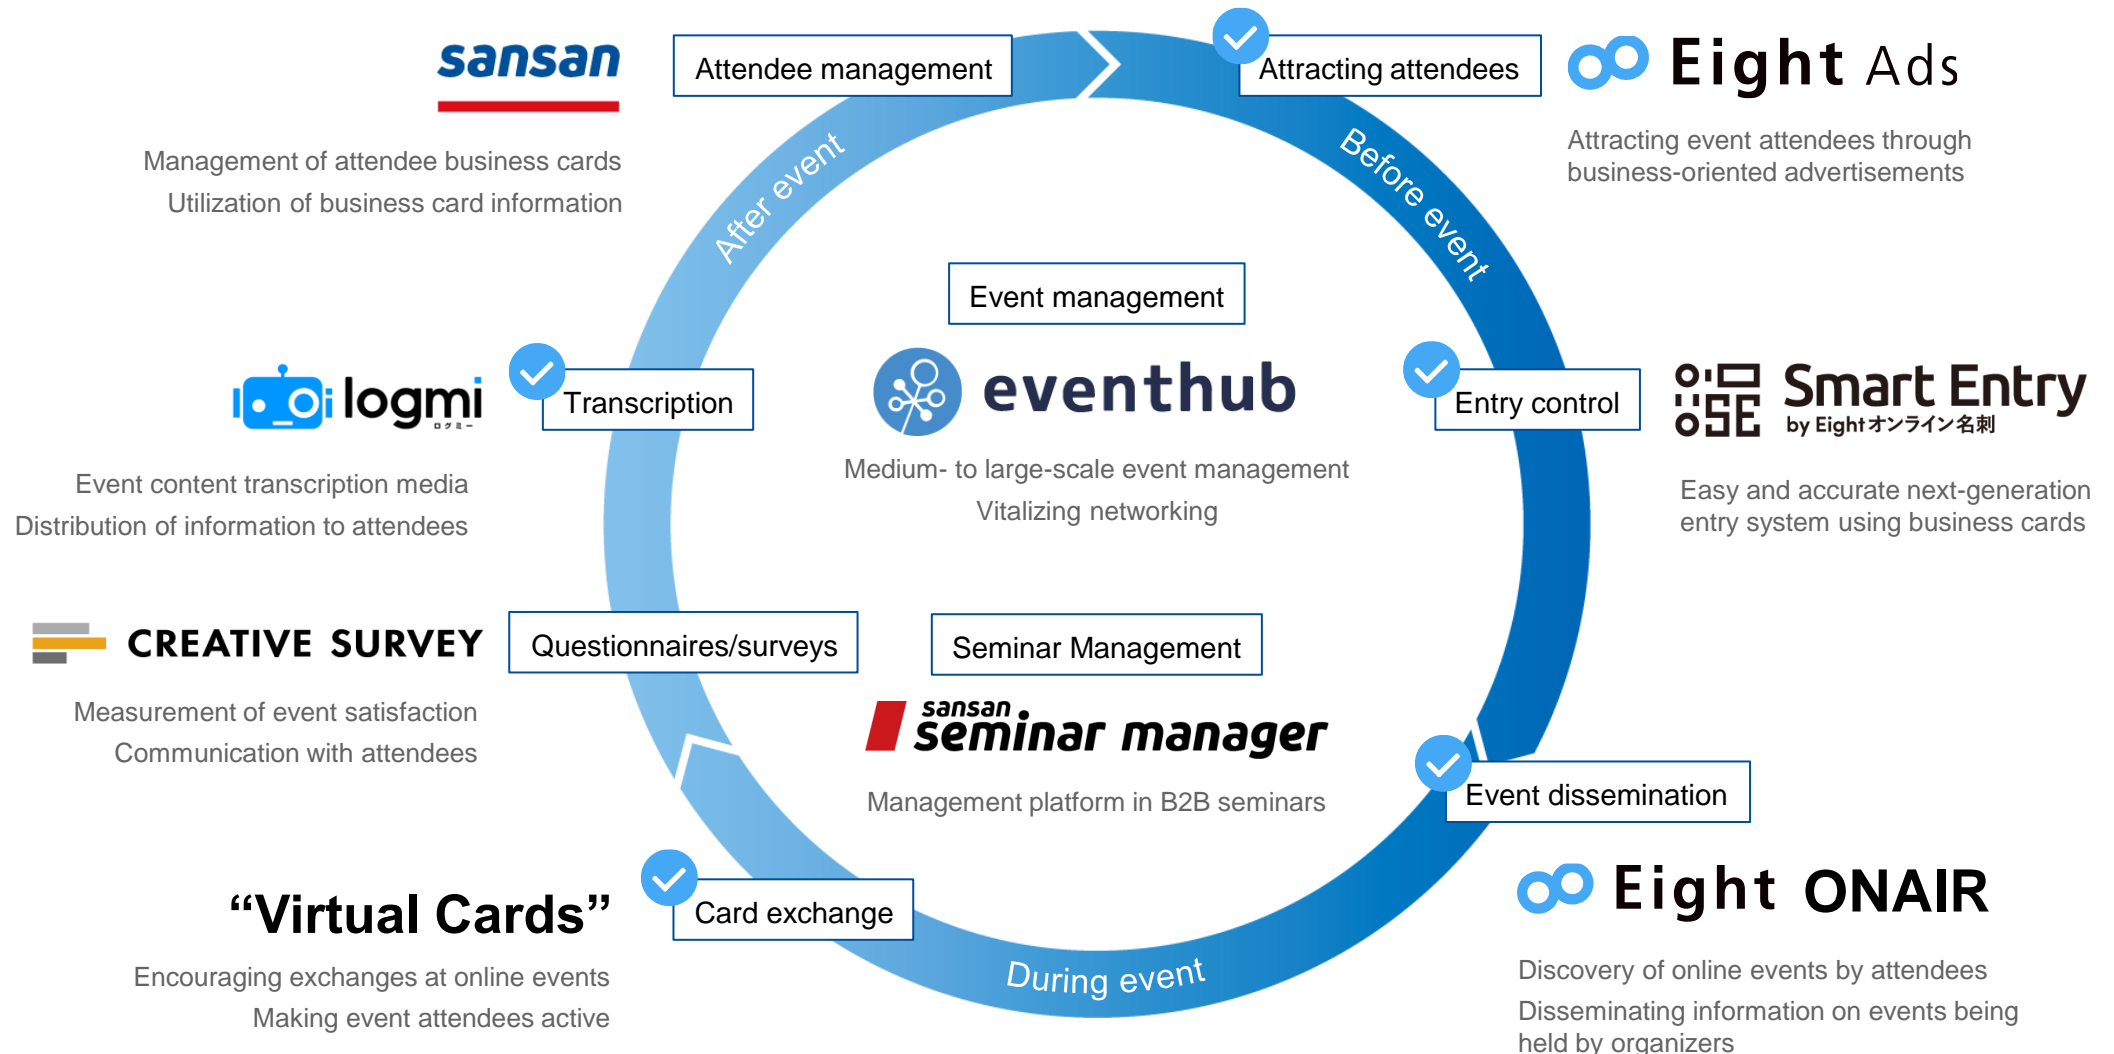 sansan
Attendee management
Management of attendee business cards
Utilization of business card information
Attracting attendees
Eight Ads
Attracting event attendees through
business-oriented advertisements
After event
Before event
Event management
eventhub
Medium- to large-scale event management
Vitalizing networking
logmi
ログミー
Transcription
Event content transcription media
Distribution of information to attendees
Entry control
SE
Smart Entry
by Eightオンライン名刺
Easy and accurate next-generation
entry system using business cards
CREATIVE SURVEY
Questionnaires/surveys
Measurement of event satisfaction
Communication with attendees
Seminar Management
sansan
seminar manager
Management platform in B2B seminars
Event dissemination
Eight ONAIR
Discovery of online events by attendees
Disseminating information on events being
held by organizers
“Virtual Cards”
Card exchange
Encouraging exchanges at online events
Making event attendees active
During event